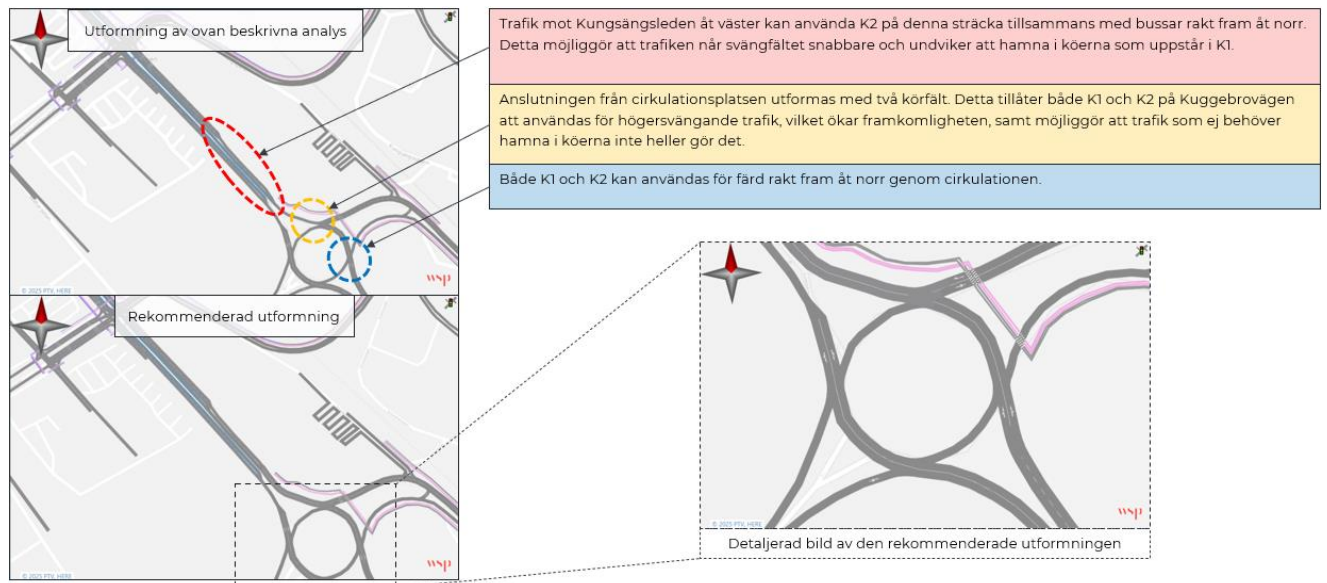 Utformning av ovan beskrivna analys
Trafik mot Kungsängsleden åt väster kan använda K2 på denna sträcka tillsammans med bussar rakt fram åt norr.
Detta möjliggör att trafiken når svängfältet snabbare och undviker att hamna i köerna som uppstår i K1.
Anslutningen från cirkulationsplatsen utformas med två körfält. Detta tillåter både K1 och K2 på Kuggebrovägen
att användas för högersvängande trafik, vilket ökar framkomligheten, samt möjliggör att trafik som ej behöver
hamna i köerna inte heller gör det.
Både K1 och K2 kan användas för färd rakt fram åt norr genom cirkulationen.
wsp
© 2025 PTV, HERE
Rekommenderad utformning
wsp
© 2025 PTV, HERE
wsp
© 2025 PTV, HERE
Detaljerad bild av den rekommenderade utformningen